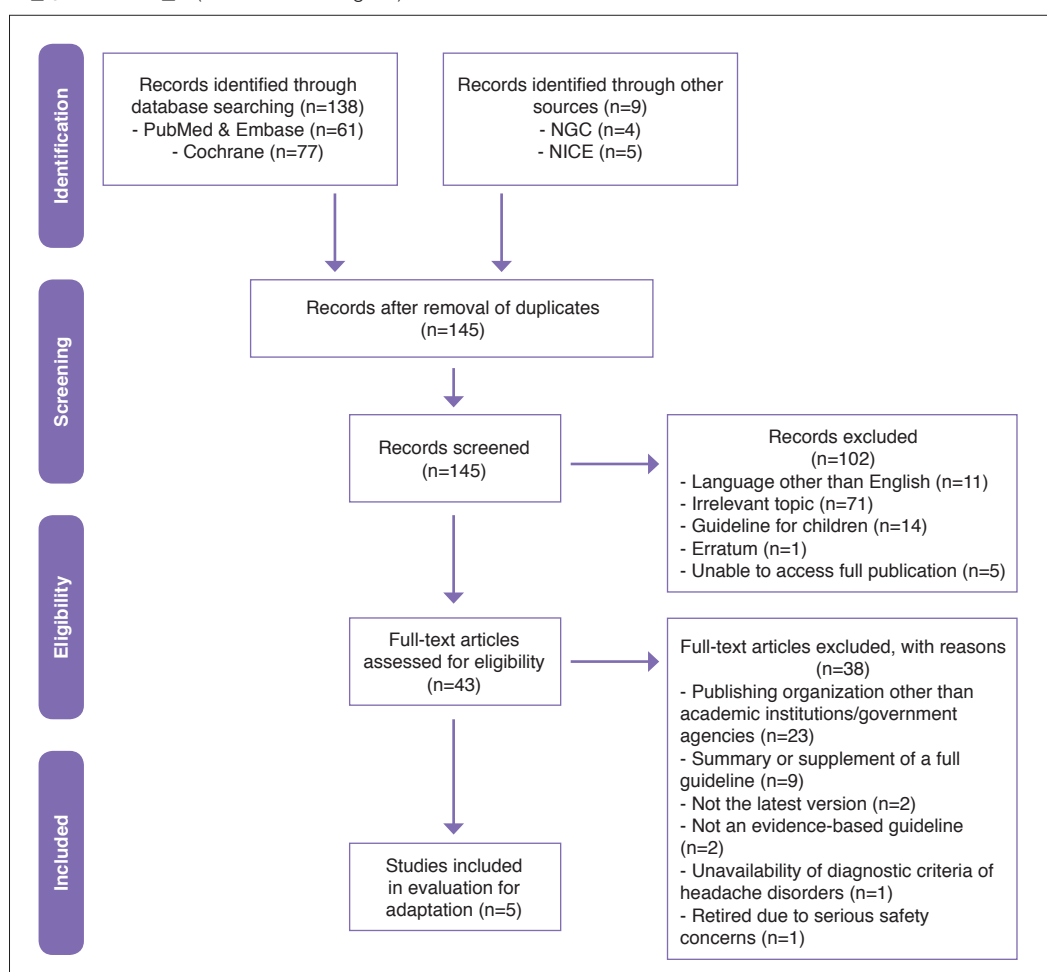 Identification
Records identified through
database searching (n=138)
- PubMed & Embase (n=61)
- Cochrane (n=77)
Records identified through other
sources (n=9)
- NGC (n=4)
- NICE (n=5)
Screening
Records after removal of duplicates
(n=145)
Records screened
(n=145)
Records excluded
(n=102)
- Language other than English (n=11)
- Irrelevant topic (n=71)
- Guideline for children (n=14)
- Erratum (n=1)
- Unable to access full publication (n=5)
Eligibility
Full-text articles
assessed for eligibility
(n=43)
Full-text articles excluded, with reasons
(n=38)
- Publishing organization other than
academic institutions/government
agencies (n=23)
- Summary or supplement of a full
guideline (n=9)
- Not the latest version (n=2)
- Not an evidence-based guideline
(n=2)
- Unavailability of diagnostic criteria of
headache disorders (n=1)
- Retired due to serious safety
concerns (n=1)
Included
Studies included
in evaluation for
adaptation (n=5)